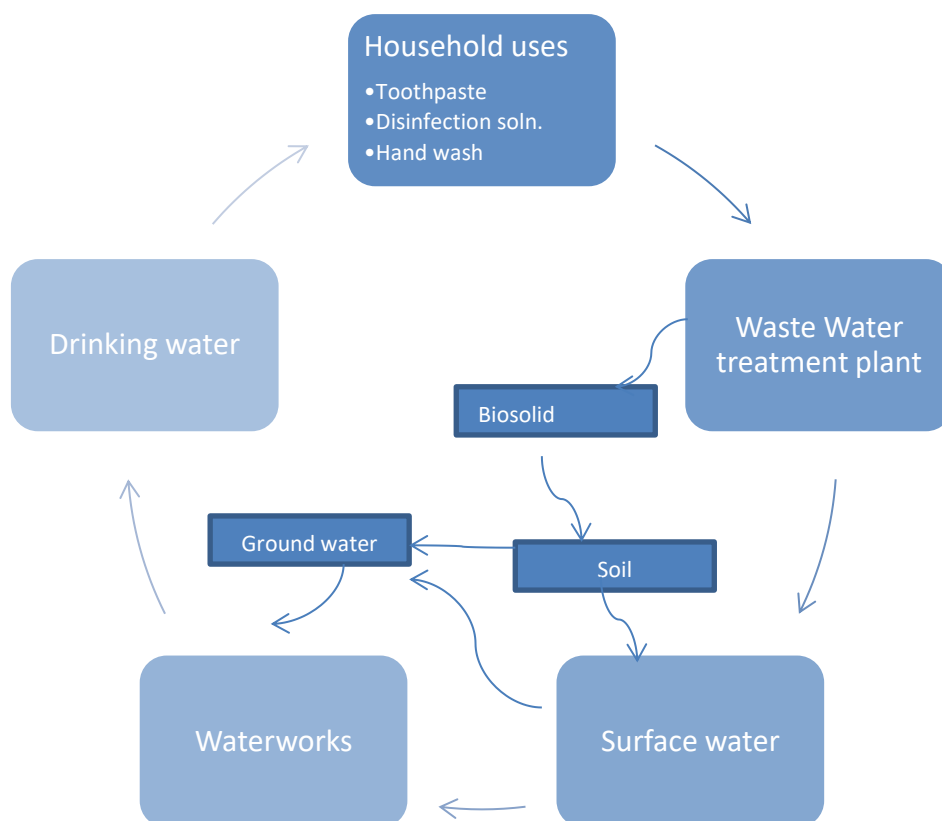 Household uses
•Toothpaste
•Disinfection soln.
•Hand wash
Drinking water
Waste Water
treatment plant
Biosolid
Ground water
Soil
Waterworks
Surface water